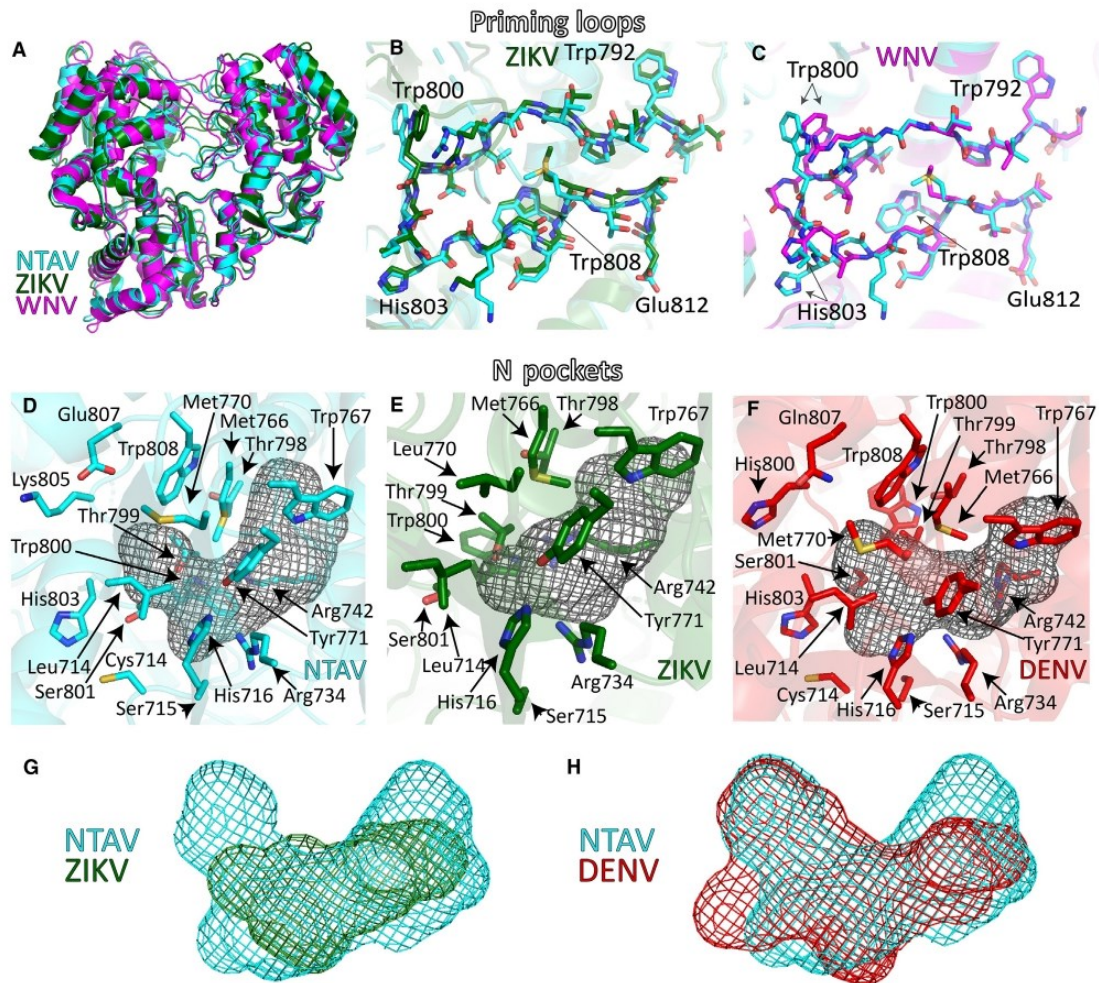 Priming loops
A
NTAV
ZIKV
WNV
B
ZIKV
Trp792
Trp800
Trp808
His803
Glu812
C
WNV
Trp800
Trp792
Trp808
His803
Glu812
N pockets
D
Met770
Glu807
Met766
Trp808
Thr798
Trp767
Lys805
Thr799
Trp800
His803
Arg742
Tyr771
Leu714
Cys714
NTAV
Ser801
His716
Arg734
Ser715
E
Met766
Thr798
Trp767
Leu770
Thr799
Trp800
Arg742
Tyr771
Ser801
Leu714
Arg734
ZIKV
His716
Ser715
F
Gln807
Trp800
Trp767
Thr799
His800
Trp808
Thr798
Met766
Met770
Ser801
His803
Arg742
Tyr771
Leu714
DENV
Cys714
Arg734
His716
Ser715
G
NTAV
ZIKV
H
NTAV
DENV